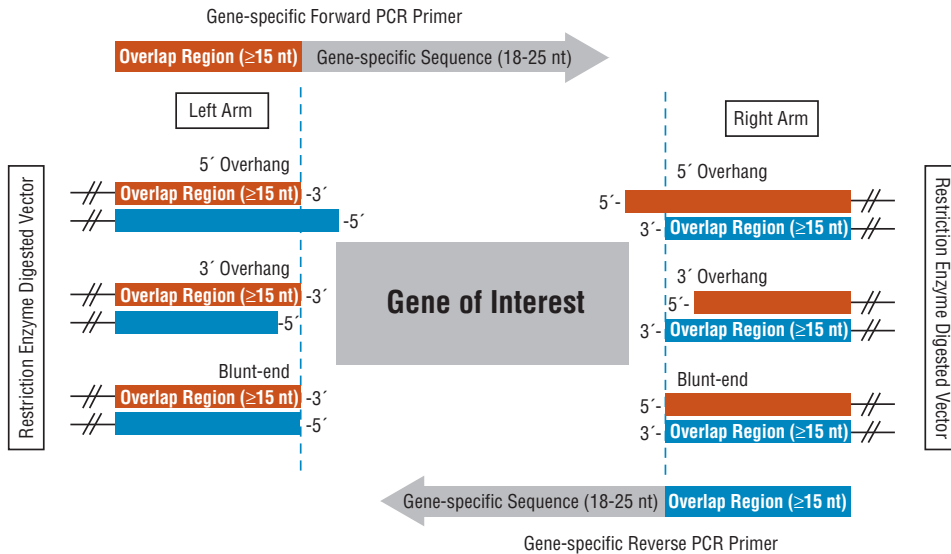 Gene-specific Forward PCR Primer
Overlap Region (≥15 nt)
Gene-specific Sequence (18-25 nt)
Left Arm
Right Arm
Restriction Enzyme Digested Vector
5´ Overhang
Overlap Region (≥15 nt)
-3´
-5´
3´ Overhang
Overlap Region (≥15 nt)
-3´
-5´
Blunt-end
Overlap Region (≥15 nt)
-3´
-5´
Gene of Interest
5´ Overhang
5´-
3´-
Overlap Region (≥15 nt)
3´ Overhang
5´-
3´-
Overlap Region (≥15 nt)
Blunt-end
5´-
3´-
Overlap Region (≥15 nt)
Restriction Enzyme Digested Vector
Gene-specific Sequence (18-25 nt)
Overlap Region (≥15 nt)
Gene-specific Reverse PCR Primer